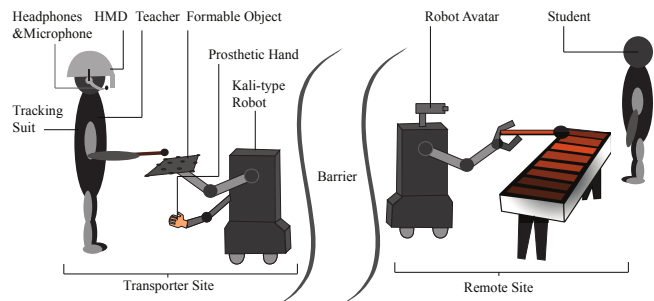 Headphones
&Microphone
HMD
Teacher
Formable Object
Prosthetic Hand
Kali-type
Robot
Tracking
Suit
Transporter Site
Barrier
Robot Avatar
Student
Remote Site